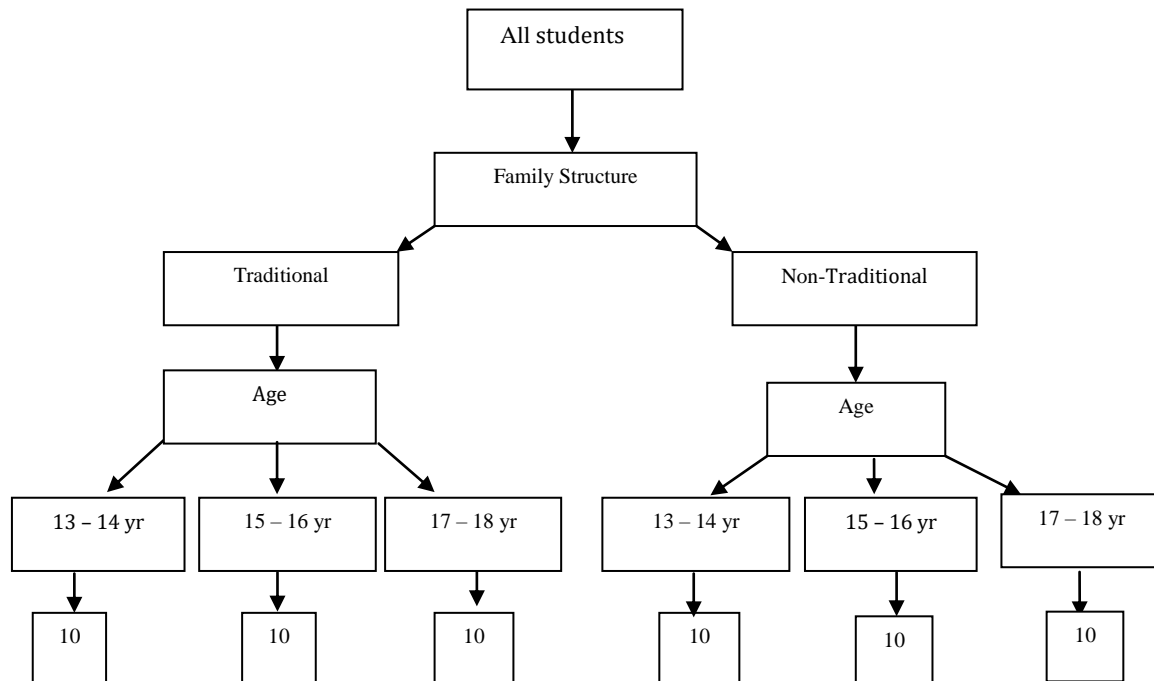 All students
Family Structure
Traditional
Non-Traditional
Age
Age
13 – 14 yr
15 – 16 yr
17 – 18 yr
13 – 14 yr
15 – 16 yr
17 – 18 yr
10
10
10
10
10
10